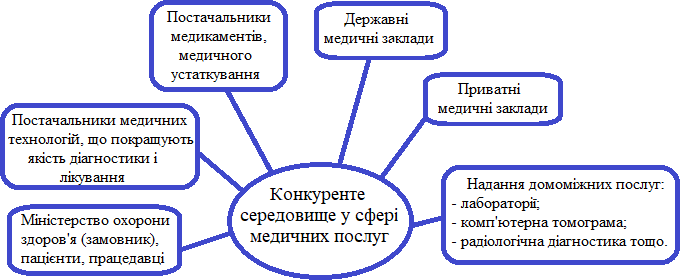 Постачальники
медикаментів,
медичного
устаткування
Державні
медичні заклади
Приватні
медичні заклади
Постачальники медичних
технологій, що покращують
якість діагностики і
лікування
Надання домоміжних послуг:
- лабораторії;
- комп'ютерна томограма;
- радіологічна діагностика тощо.
Конкуренте
середовище у сфері
медичних послуг
Міністерство охорони
здоров'я (замовник),
пацієнти, працедавці